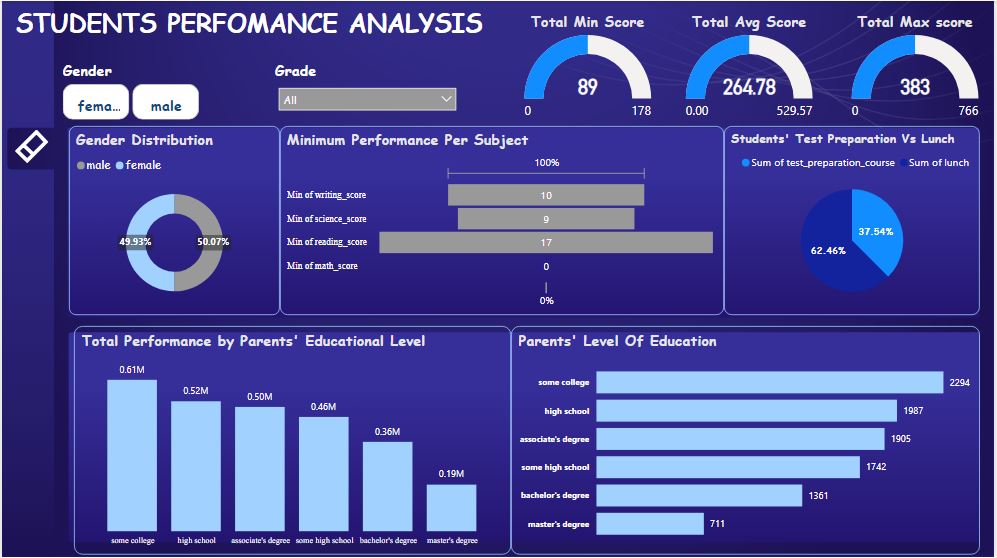 STUDENTS PERFOMANCE ANALYSIS
Total Min Score
89
0
178
Total Avg Score
264.78
0.00
529.57
Total Max score
383
0
766
Gender
fema...
male
Grade
All
Gender Distribution
male female
49.93%
50.07%
Minimum Performance Per Subject
100%
Min of writing_score 10
Min of science_score 9
Min of reading_score 17
Min of math_score 0
0%
Students' Test Preparation Vs Lunch
Sum of test_preparation_course Sum of lunch
37.54%
62.46%
Total Performance by Parents' Educational Level
0.61M
0.52M
0.50M
0.46M
0.36M
0.19M
some college high school associate's degree some high school bachelor's degree master's degree
Parents' Level Of Education
some college 2294
high school 1987
associate's degree 1905
some high school 1742
bachelor's degree 1361
master's degree 711